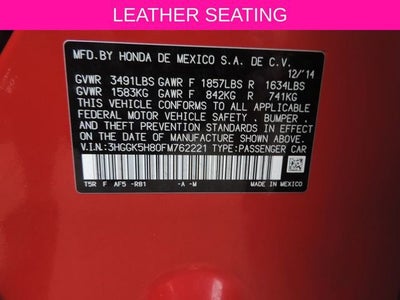 LEATHER SEATING
MFD.BY HONDA DE MEXICO S.A. DE C.V.
12/'14
GVWR 3491LBS GAWR F 1857LBS R 1634LBS
GVWR 1583KG GAWR F 842KG R 741KG
THIS VEHICLE CONFORMS TO ALL APPLICABLE
FEDERAL MOTOR VEHICLE SAFETY , BUMPER ,
AND THEFT PREVENTION STANDARDS IN EFFECT
ON THE DATE OF MANUFACTURE SHOWN ABOVE.
V.I.N.:3HGGK5H80FM762221 TYPE:PASSENGER CAR
T5R F AF5 -R81 -A -M MADE IN MEXICO